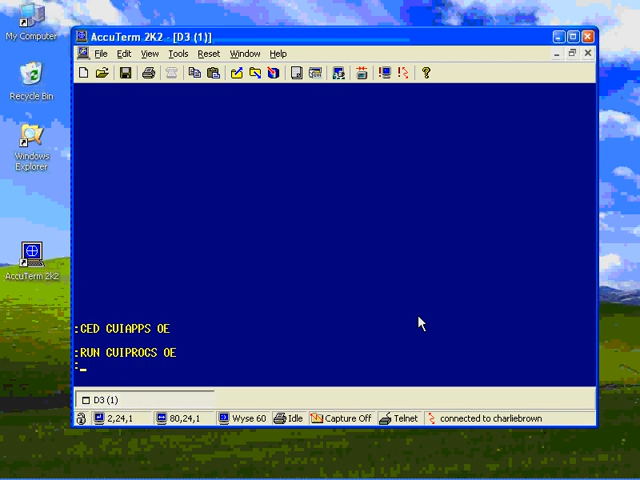 My Computer
Recycle Bin
Windows
Explorer
AccuTerm 2k2
AccuTerm 2K2 - [D3 (1)]
File Edit View Tools Reset Window Help
:CED GUIAPPS OE
:RUN GUIPROCS OE
:_
D3 (1)
2,24,1 80,24,1 Wyse 60 Idle Capture Off Telnet connected to charliebrown